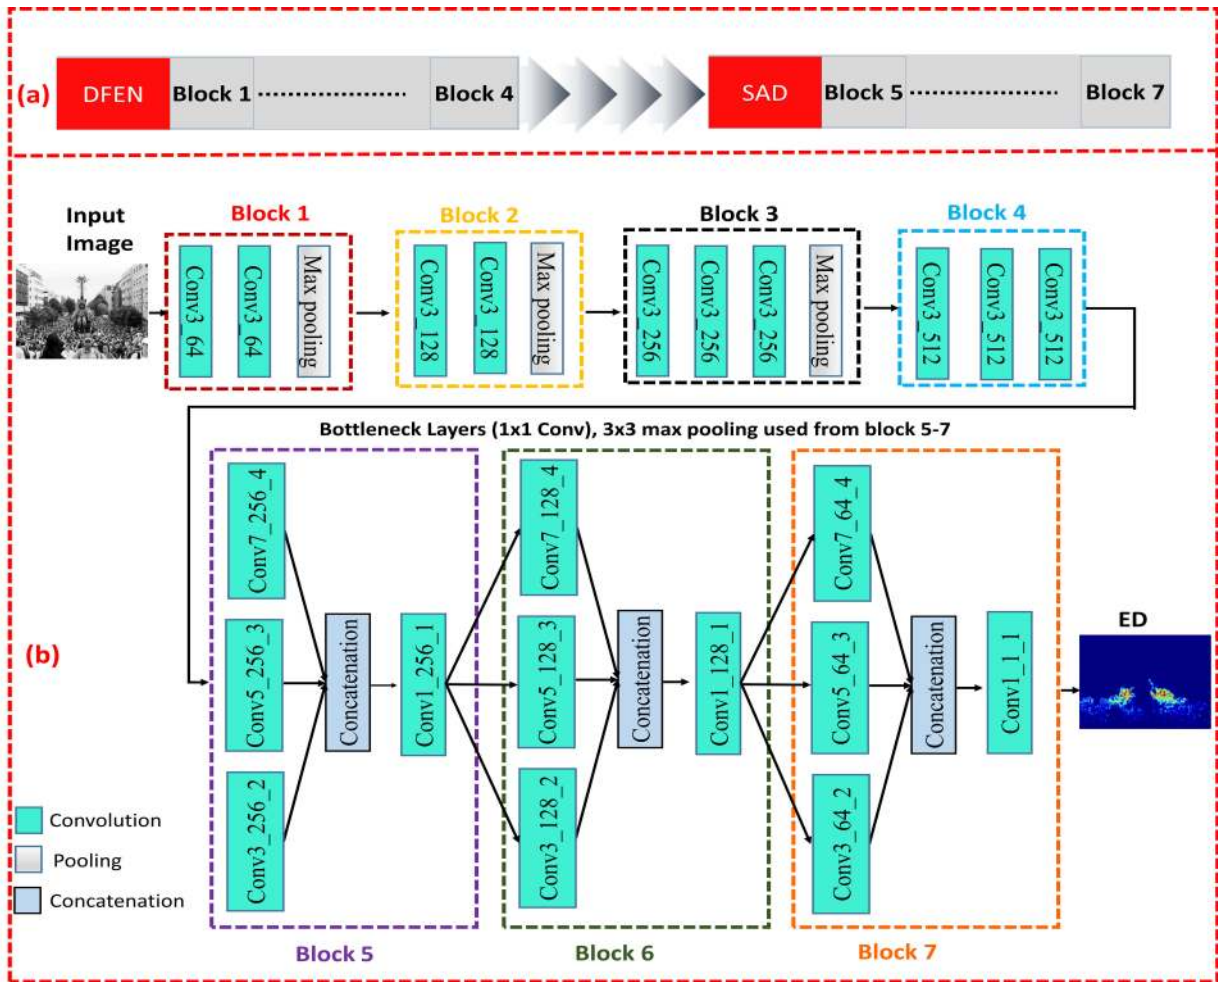 (a)
DFEN
Block 1
Block 4
SAD
Block 5
Block 7
(b)
Input
Image
Block 1
Conv3_64
Conv3_64
Max pooling
Block 2
Conv3_128
Conv3_128
Max pooling
Block 3
Conv3_256
Conv3_256
Conv3_256
Max pooling
Block 4
Conv3_512
Conv3_512
Conv3_512
Bottleneck Layers (1x1 Conv), 3x3 max pooling used from block 5-7
Conv7_256_4
Conv5_256_3
Conv3_256_2
Concatenation
Conv1_256_1
Block 5
Conv7_128_4
Conv5_128_3
Conv3_128_2
Concatenation
Conv1_128_1
Block 6
Conv7_64_4
Conv5_64_3
Conv3_64_2
Concatenation
Conv1_1_1
Block 7
ED
Convolution
Pooling
Concatenation